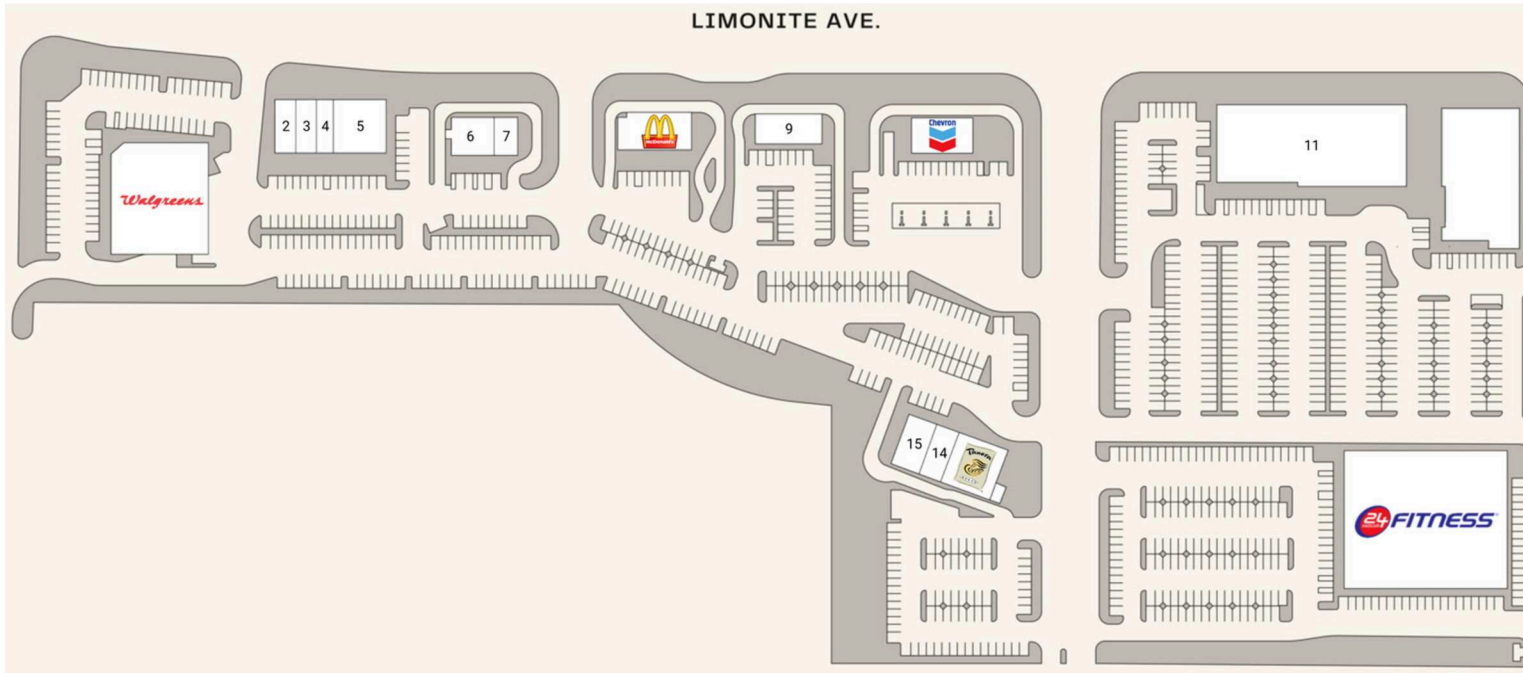 LIMONITE AVE.
Walgreens
2 3 4 5
6 7
McDonald's
9
Chevron
11
15 14
Panera
24 FITNESS